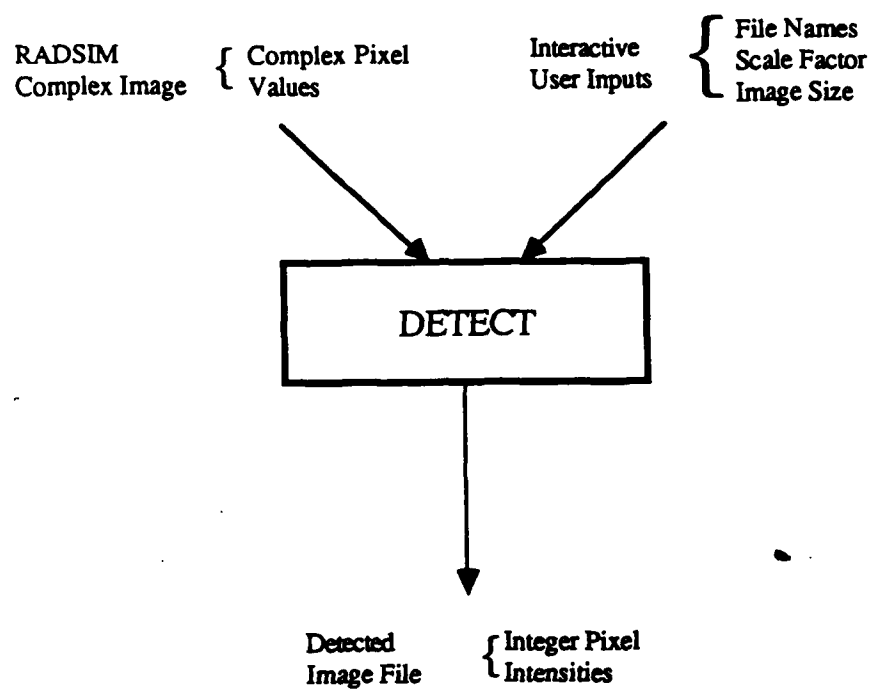 RADSIM
Complex Image
{ Complex Pixel
Values
Interactive
User Inputs
{ File Names
Scale Factor
Image Size
DETECT
Detected
Image File
{ Integer Pixel
Intensities